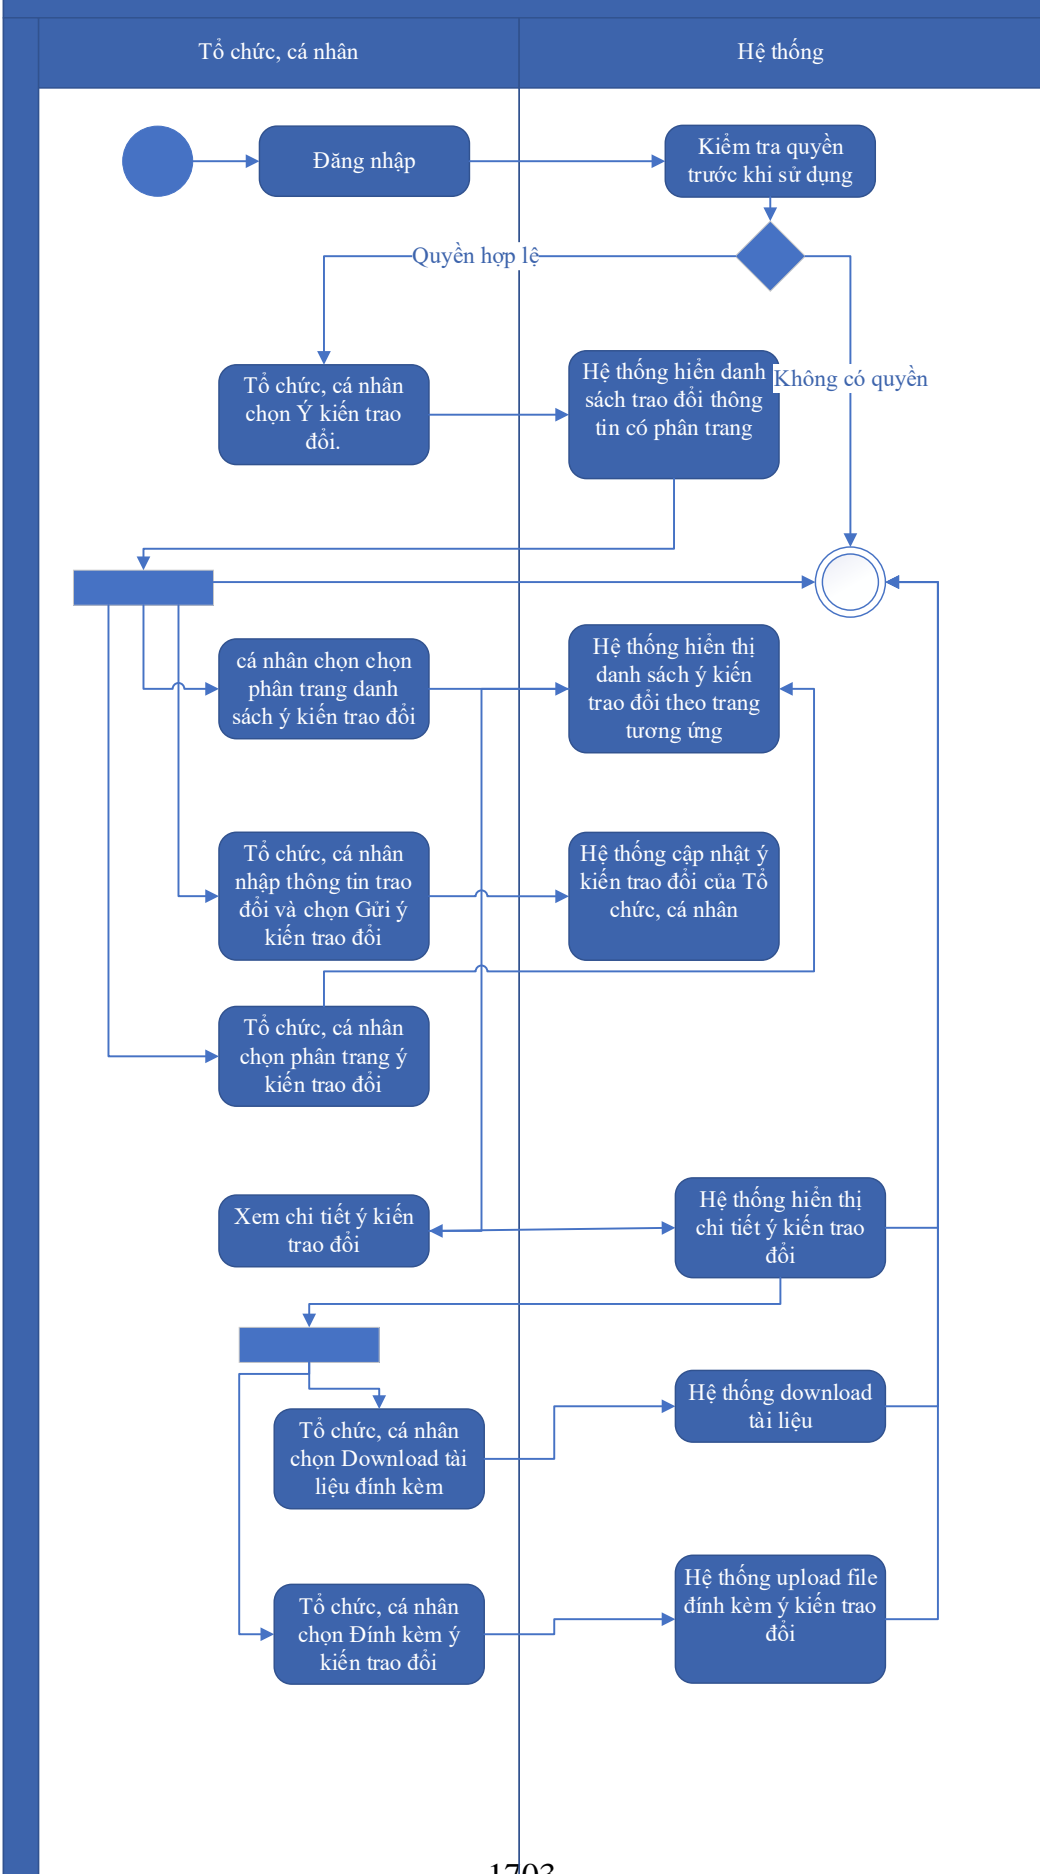 Tổ chức, cá nhân
Hệ thống
Đăng nhập
Kiểm tra quyền
trước khi sử dụng
Quyền hợp lệ
Không có quyền
Tổ chức, cá nhân
chọn Ý kiến trao
đổi.
Hệ thống hiển danh
sách trao đổi thông
tin có phân trang
cá nhân chọn chọn
phân trang danh
sách ý kiến trao đổi
Hệ thống hiển thị
danh sách ý kiến
trao đổi theo trang
tương ứng
Tổ chức, cá nhân
nhập thông tin trao
đổi và chọn Gửi ý
kiến trao đổi
Hệ thống cập nhật ý
kiến trao đổi của Tổ
chức, cá nhân
Tổ chức, cá nhân
chọn phân trang ý
kiến trao đổi
Xem chi tiết ý kiến
trao đổi
Hệ thống hiển thị
chi tiết ý kiến trao
đổi
Tổ chức, cá nhân
chọn Download tài
liệu đính kèm
Hệ thống download
tài liệu
Tổ chức, cá nhân
chọn Đính kèm ý
kiến trao đổi
Hệ thống upload file
đính kèm ý kiến trao
đổi
1703